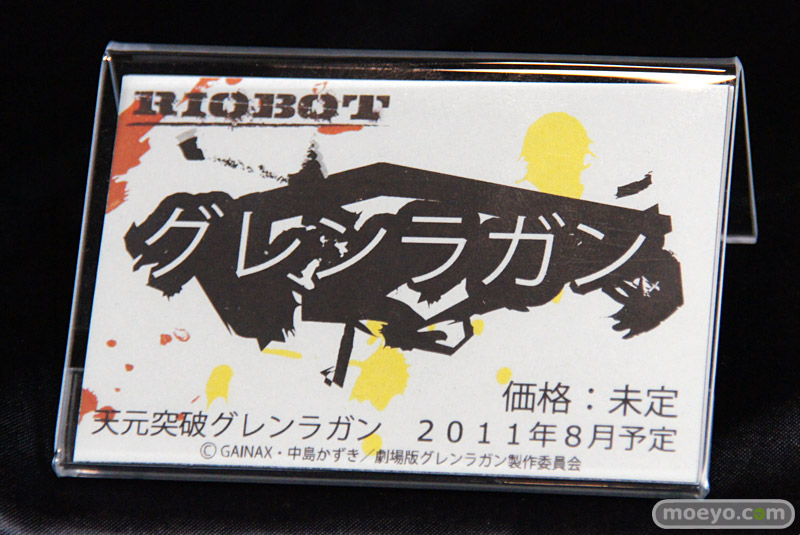 RIOBOT
グレンラガン
価格：未定
天元突破グレンラガン　２０１１年８月予定
©GAINAX・中島かずき／劇場版グレンラガン製作委員会
moeyo.com